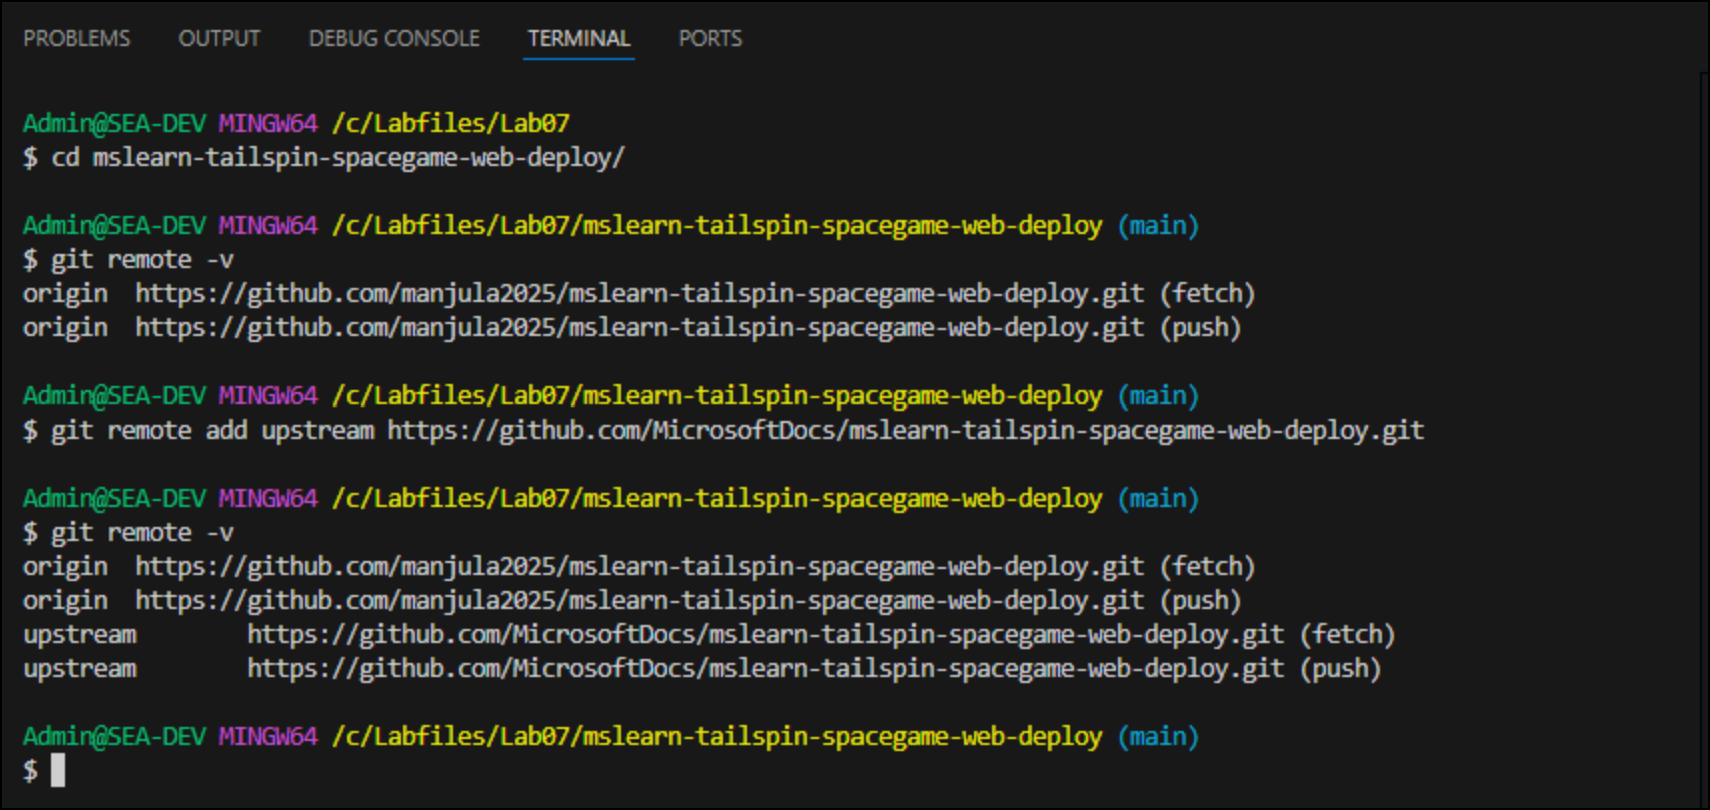 PROBLEMS OUTPUT DEBUG CONSOLE TERMINAL PORTS
Admin@SEA-DEV MINGW64 /c/Labfiles/Lab07
$ cd mslearn-tailspin-spacegame-web-deploy/
Admin@SEA-DEV MINGW64 /c/Labfiles/Lab07/mslearn-tailspin-spacegame-web-deploy (main)
$ git remote -v
origin  https://github.com/manjula2025/mslearn-tailspin-spacegame-web-deploy.git (fetch)
origin  https://github.com/manjula2025/mslearn-tailspin-spacegame-web-deploy.git (push)
Admin@SEA-DEV MINGW64 /c/Labfiles/Lab07/mslearn-tailspin-spacegame-web-deploy (main)
$ git remote add upstream https://github.com/MicrosoftDocs/mslearn-tailspin-spacegame-web-deploy.git
Admin@SEA-DEV MINGW64 /c/Labfiles/Lab07/mslearn-tailspin-spacegame-web-deploy (main)
$ git remote -v
origin  https://github.com/manjula2025/mslearn-tailspin-spacegame-web-deploy.git (fetch)
origin  https://github.com/manjula2025/mslearn-tailspin-spacegame-web-deploy.git (push)
upstream        https://github.com/MicrosoftDocs/mslearn-tailspin-spacegame-web-deploy.git (fetch)
upstream        https://github.com/MicrosoftDocs/mslearn-tailspin-spacegame-web-deploy.git (push)
Admin@SEA-DEV MINGW64 /c/Labfiles/Lab07/mslearn-tailspin-spacegame-web-deploy (main)
$